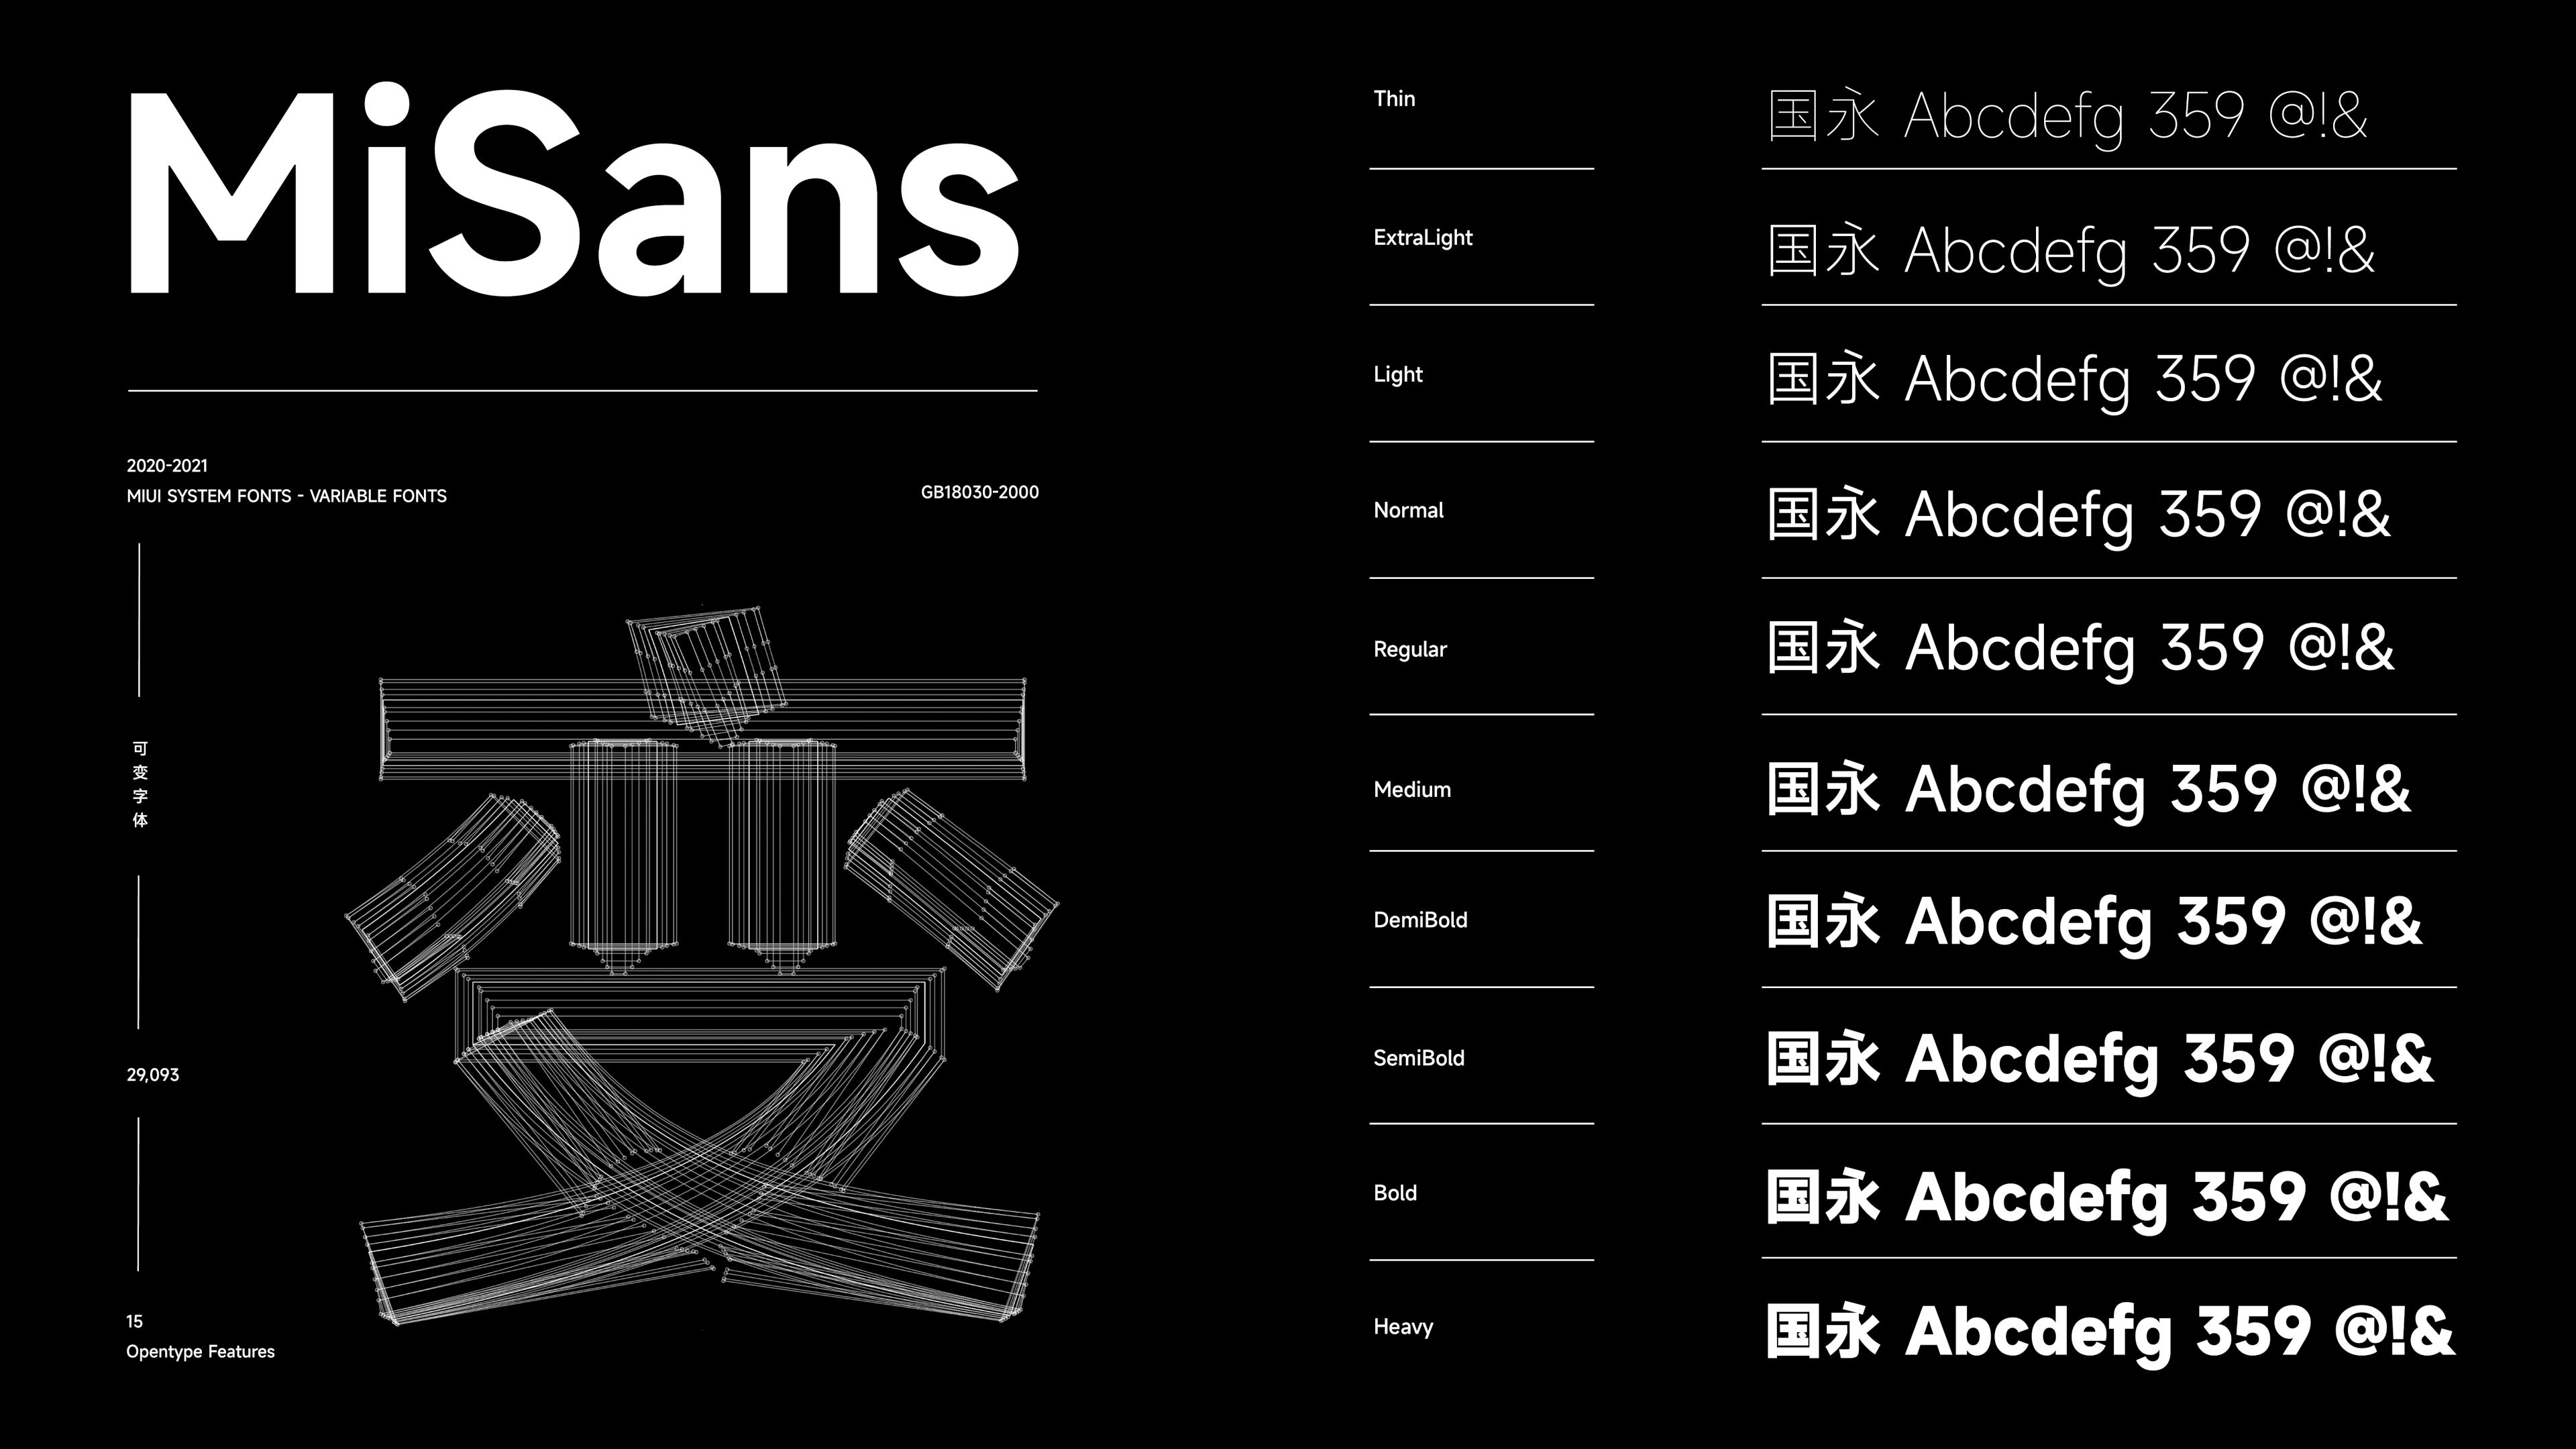 MiSans
2020-2021
MIUI SYSTEM FONTS - VARIABLE FONTS
GB18030-2000
可变字体
变
29,093
15
Opentype Features
Thin
国永 Abcdefg 359 @!&
ExtraLight
国永 Abcdefg 359 @!&
Light
国永 Abcdefg 359 @!&
Normal
国永 Abcdefg 359 @!&
Regular
国永 Abcdefg 359 @!&
Medium
国永 Abcdefg 359 @!&
DemiBold
国永 Abcdefg 359 @!&
SemiBold
国永 Abcdefg 359 @!&
Bold
国永 Abcdefg 359 @!&
Heavy
国永 Abcdefg 359 @!&